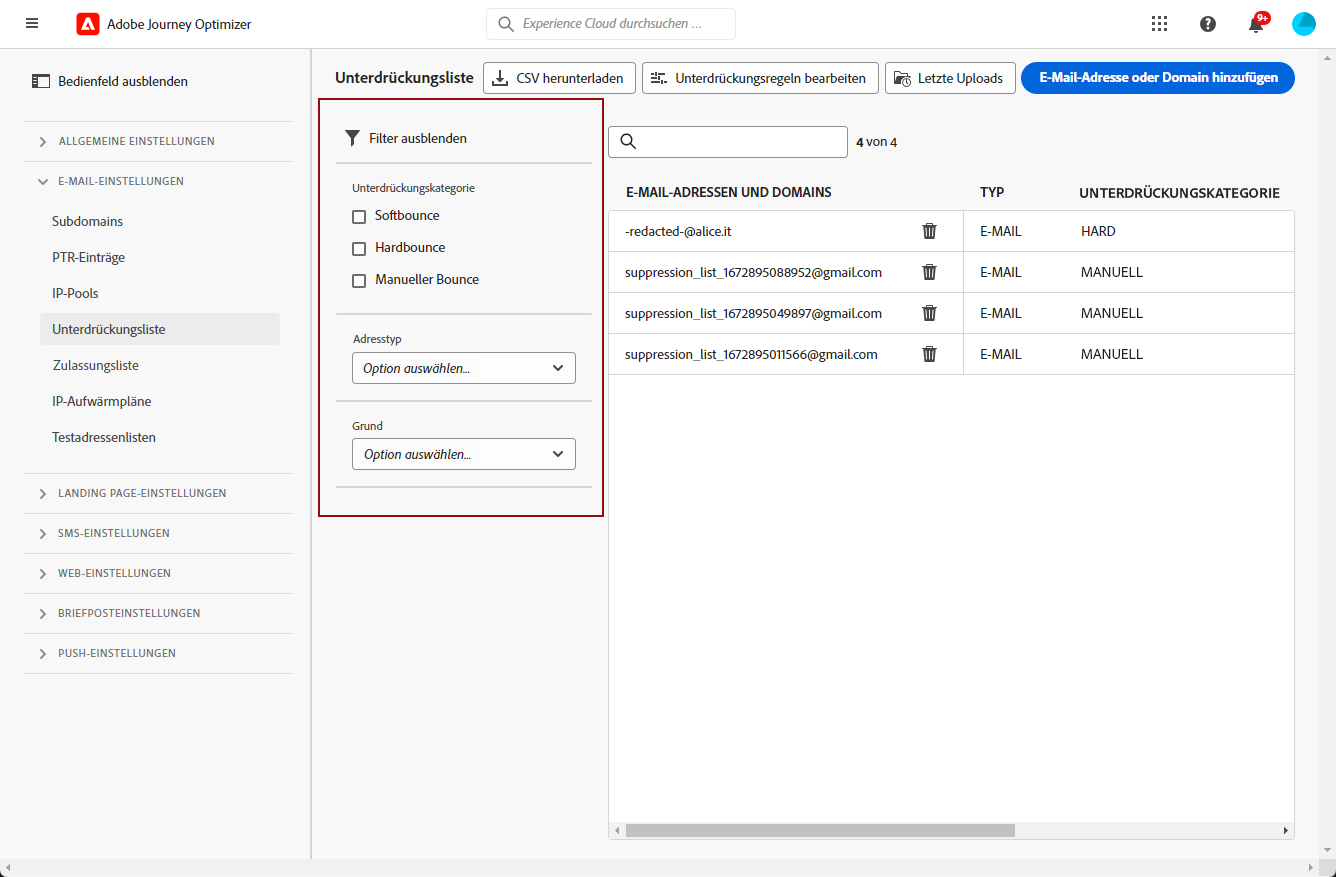 Adobe Journey Optimizer
Experience Cloud durchsuchen ...
9+
Bedienfeld ausblenden
ALLGEMEINE EINSTELLUNGEN
E-MAIL-EINSTELLUNGEN
Subdomains
PTR-Einträge
IP-Pools
Unterdrückungsliste
Zulassungsliste
IP-Aufwärmpläne
Testadressenlisten
LANDING PAGE-EINSTELLUNGEN
SMS-EINSTELLUNGEN
WEB-EINSTELLUNGEN
BRIEFPOSTEINSTELLUNGEN
PUSH-EINSTELLUNGEN
Unterdrückungsliste
CSV herunterladen
Unterdrückungsregeln bearbeiten
Letzte Uploads
E-Mail-Adresse oder Domain hinzufügen
Filter ausblenden
Unterdrückungskategorie
Softbounce
Hardbounce
Manueller Bounce
Adresstyp
Option auswählen...
Grund
Option auswählen...
4 von 4
E-MAIL-ADRESSEN UND DOMAINS TYP UNTERDRÜCKUNGSKATEGORIE
-redacted-@alice.it E-MAIL HARD
suppression_list_1672895088952@gmail.com E-MAIL MANUELL
suppression_list_1672895049897@gmail.com E-MAIL MANUELL
suppression_list_1672895011566@gmail.com E-MAIL MANUELL